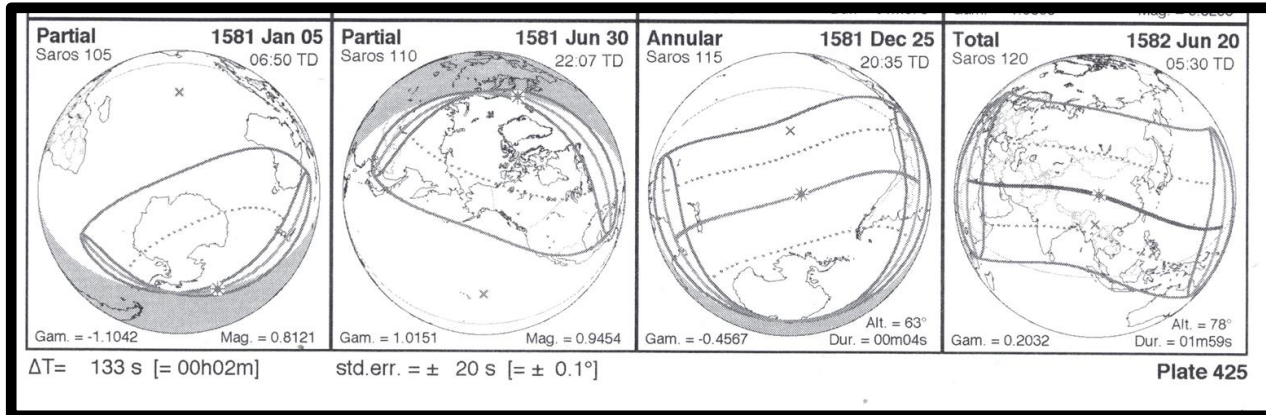 Partial 1581 Jan 05
Saros 105 06:50 TD
Gam. = -1.1042 Mag. = 0.8121
Partial 1581 Jun 30
Saros 110 22:07 TD
Gam. = 1.0151 Mag. = 0.9454
Annular 1581 Dec 25
Saros 115 20:35 TD
Alt. = 63°
Gam. = -0.4567 Dur. = 00m04s
Total 1582 Jun 20
Saros 120 05:30 TD
Alt. = 78°
Gam. = 0.2032 Dur. = 01m59s
ΔT= 133 s [= 00h02m] std.err. = ± 20 s [= ± 0.1°] Plate 425